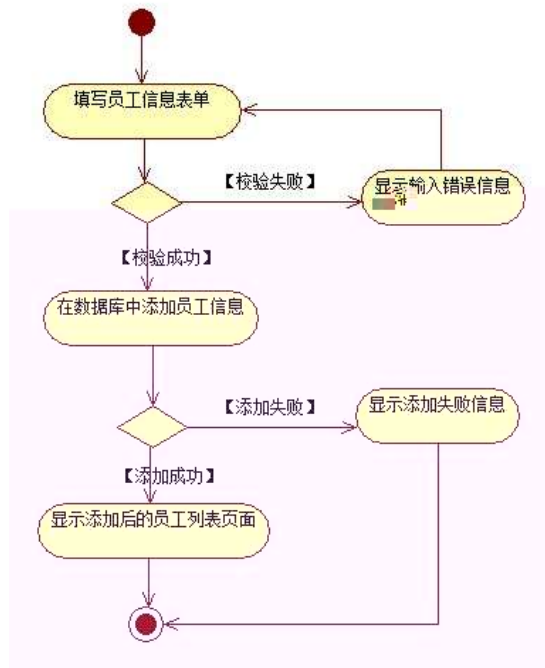 填写员工信息表单
【校验失败】
显示输入错误信息
【校验成功】
在数据库中添加员工信息
【添加失败】
显示添加失败信息
【添加成功】
显示添加后的员工列表页面